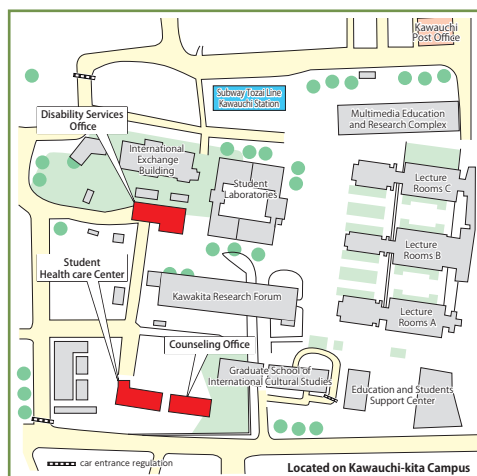 Kawauchi
Post Office
Subway Tozai Line
Kawauchi Station
Disability Services
Office
Multimedia Education
and Research Complex
International
Exchange
Building
Student
Laboratories
Lecture
Rooms C
Lecture
Rooms B
Student
Health care Center
Kawakita Research Forum
Lecture
Rooms A
Counseling Office
Graduate School of
International Cultural Studies
Education and Students
Support Center
car entrance regulation
Located on Kawauchi-kita Campus